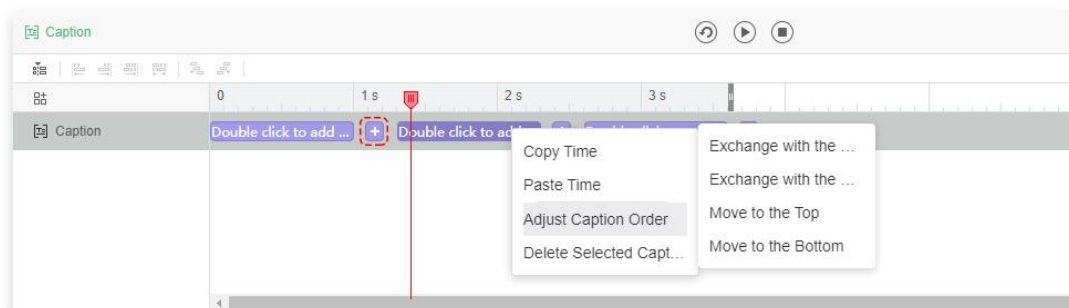 Caption
0 1 s 2 s 3 s
Caption
Double click to add ... + Double click to ad
Copy Time
Paste Time
Adjust Caption Order
Delete Selected Capt...
Exchange with the ...
Exchange with the ...
Move to the Top
Move to the Bottom